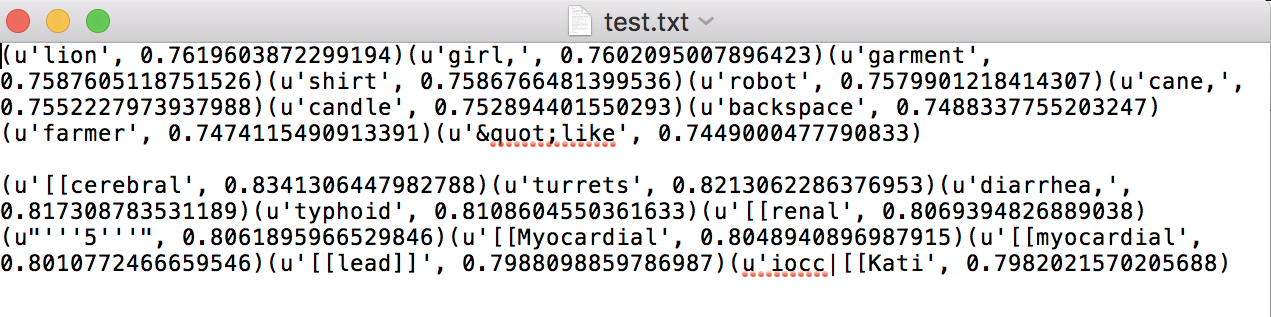 test.txt
(u'lion', 0.7619603872299194)(u'girl,', 0.7602095007896423)(u'garment',
0.7587605118751526)(u'shirt', 0.7586766481399536)(u'robot', 0.7579901218414307)(u'cane,',
0.7552227973937988)(u'candle', 0.752894401550293)(u'backspace', 0.7488337755203247)
(u'farmer', 0.7474115490913391)(u'&quot;like', 0.7449000477790833)

(u'[[cerebral', 0.8341306447982788)(u'turrets', 0.8213062286376953)(u'diarrhea,',
0.817308783531189)(u'typhoid', 0.8108604550361633)(u'[[renal', 0.8069394826889038)
(u"'''5'''", 0.8061895966529846)(u'[[Myocardial', 0.8048940896987915)(u'[[myocardial',
0.8010772466659546)(u'[[lead]]', 0.7988098859786987)(u'iocc|[[Kati', 0.7982021570205688)